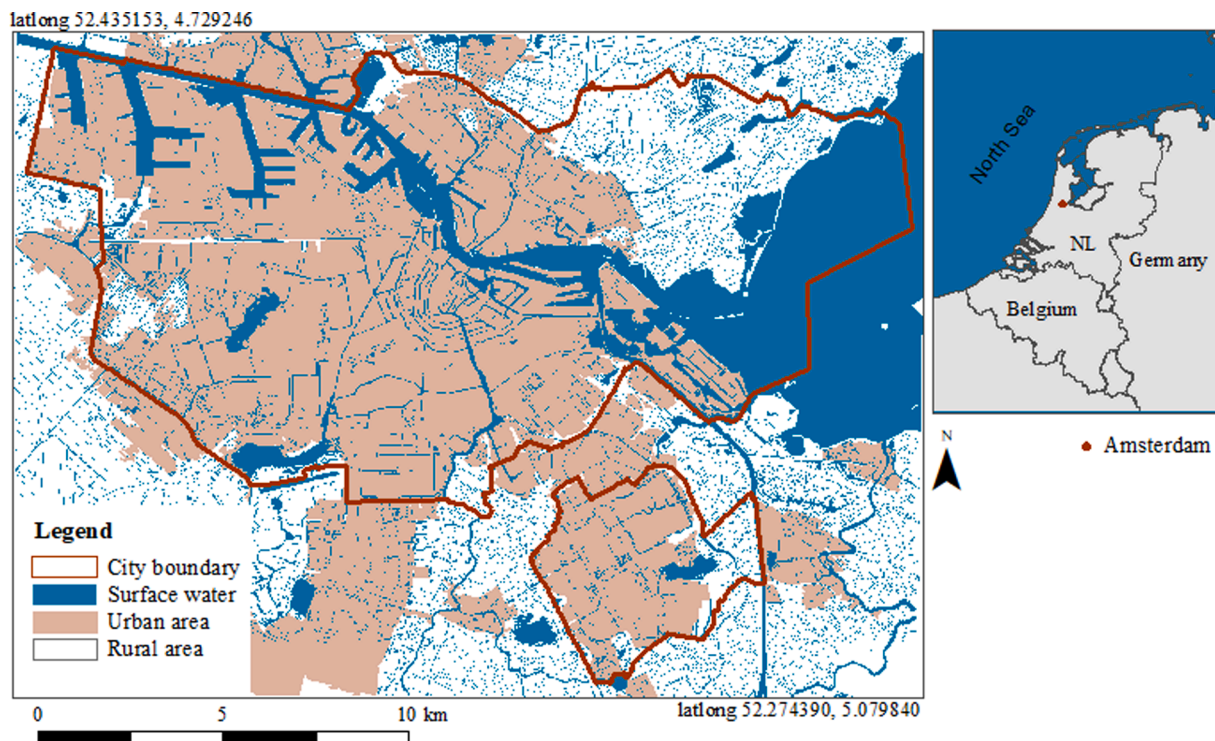 latlong 52.435153, 4.729246
North Sea
NL
Germany
Belgium
N
Amsterdam
Legend
City boundary
Surface water
Urban area
Rural area
latlong 52.274390, 5.079840
0 5 10 km